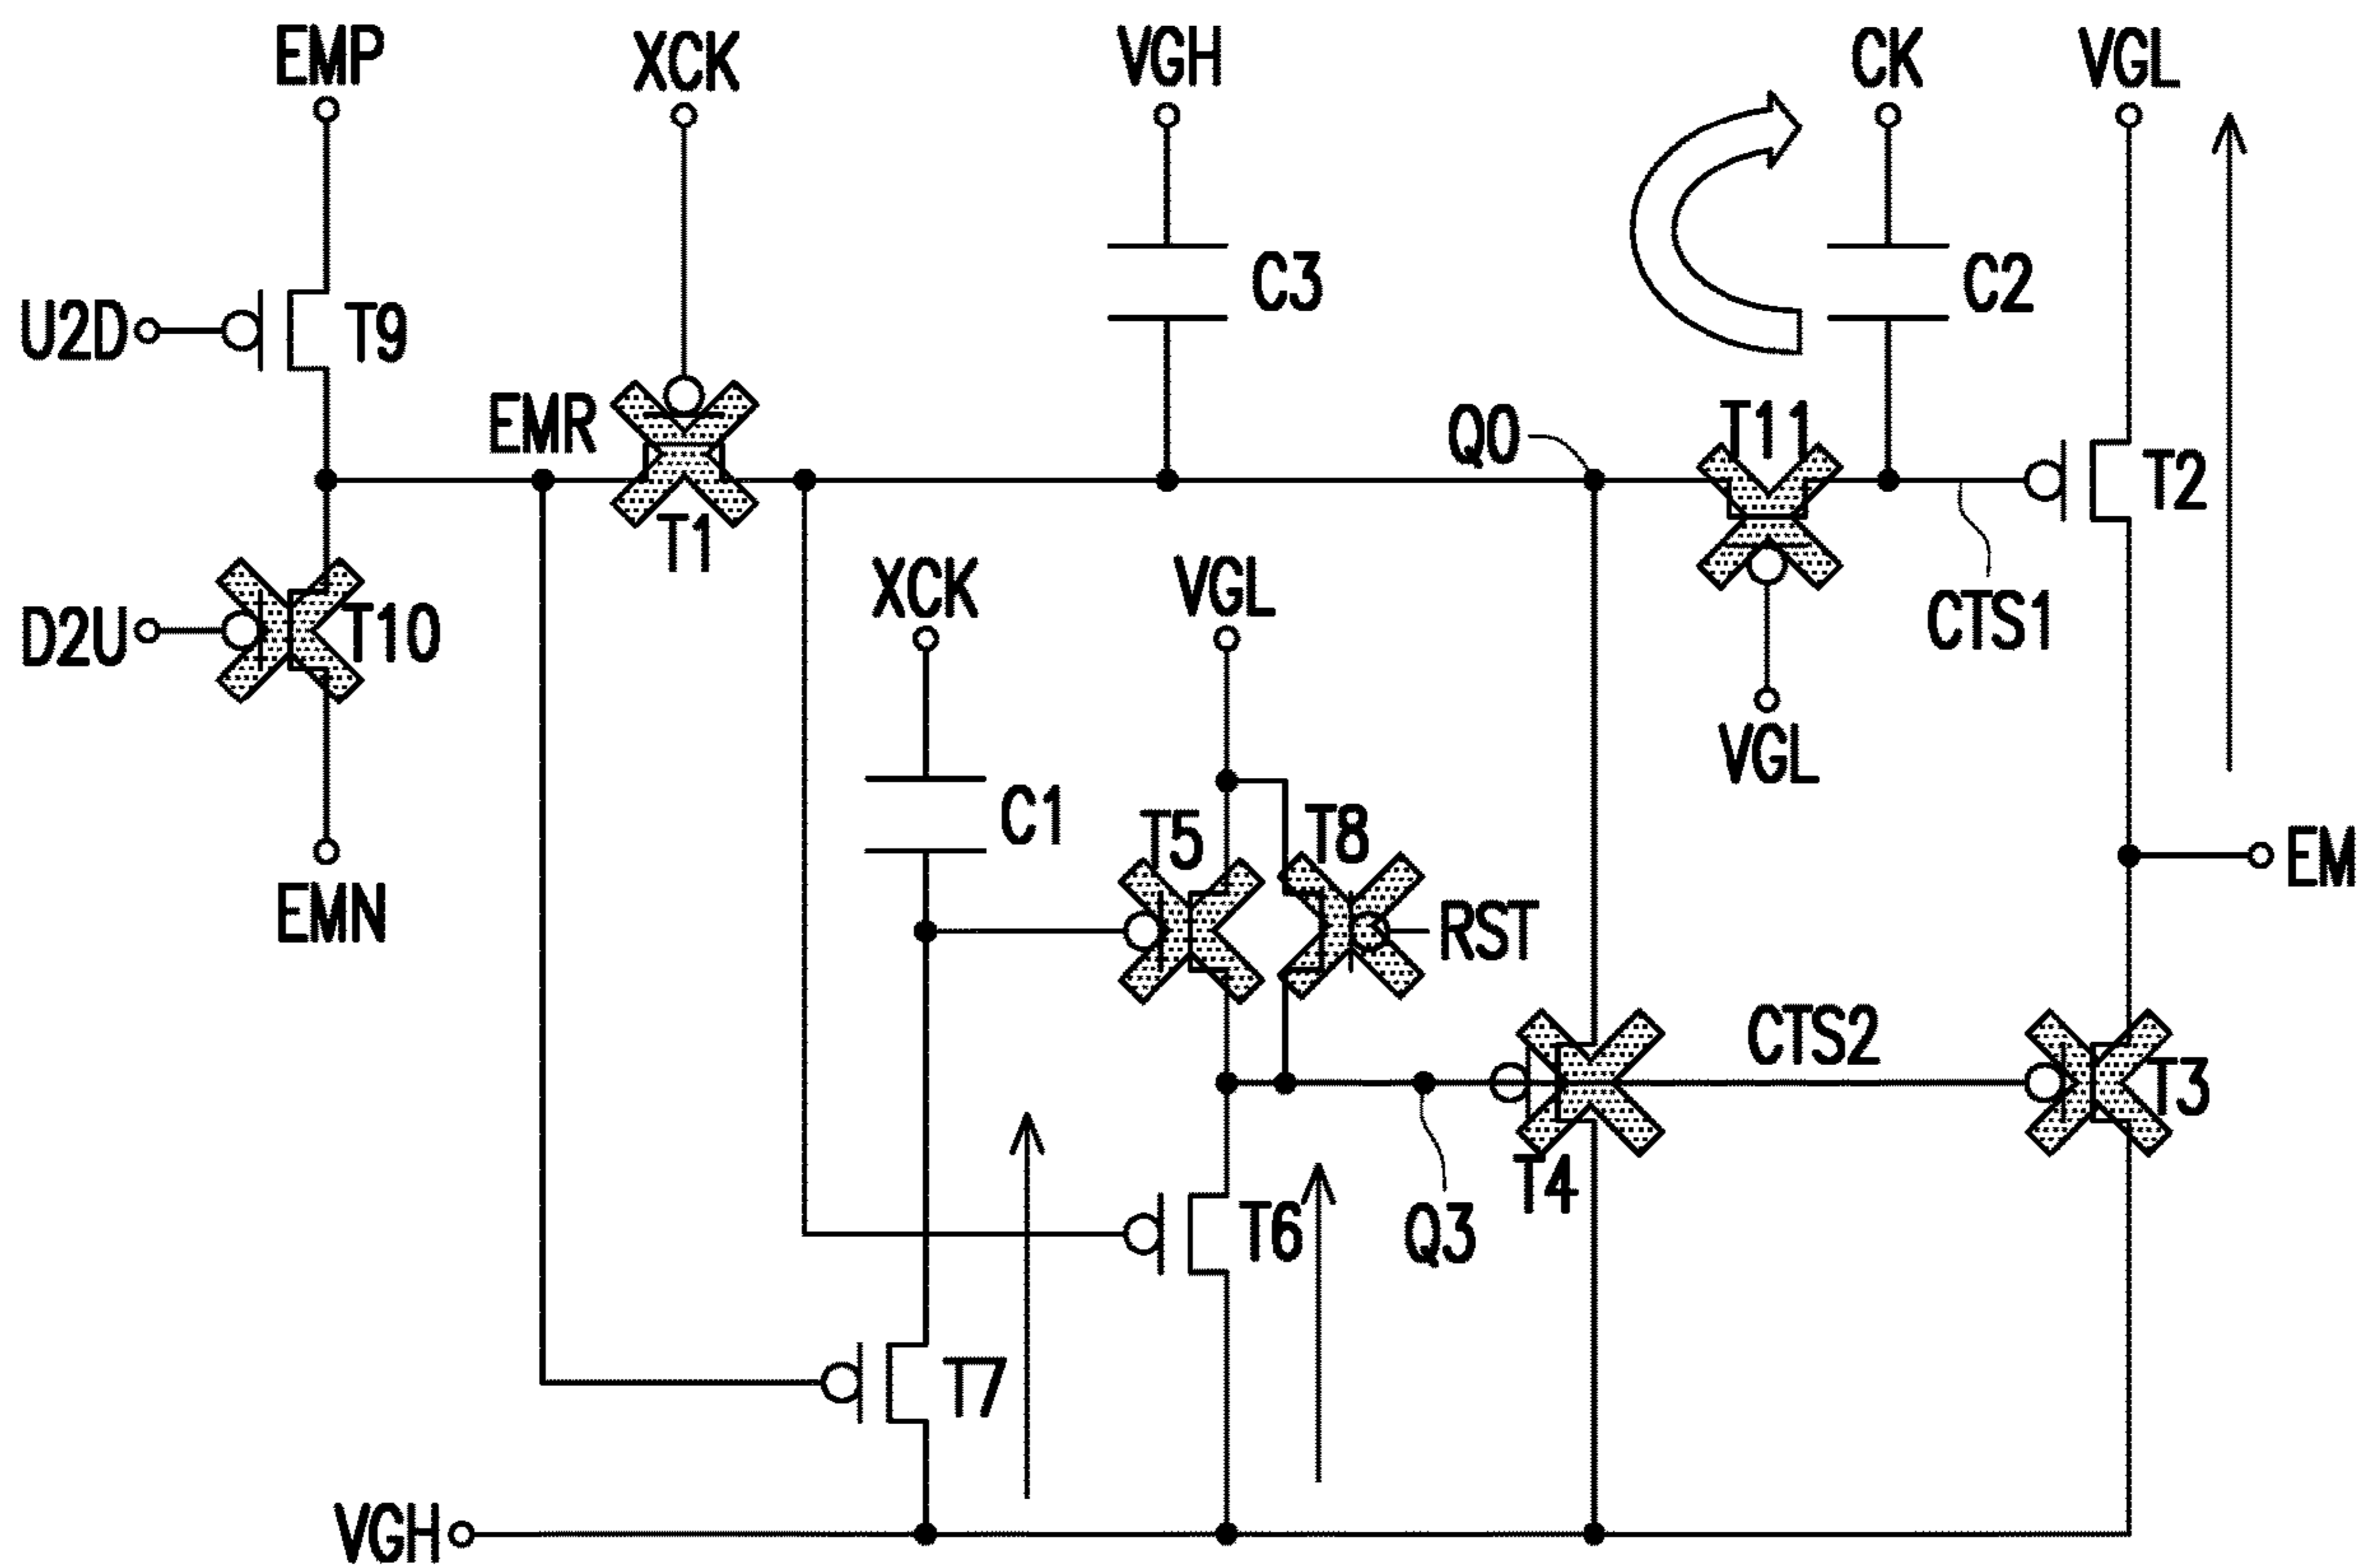 EMP
XCK
VGH
CK
VGL
C3
C2
U2D
T9
EMR
Q0
T11
T2
T1
XCK
VGL
CTS1
D2U
T10
VGL
C1
T5
T8
EM
EMN
RST
CTS2
T3
T4
T6
Q3
T7
VGH